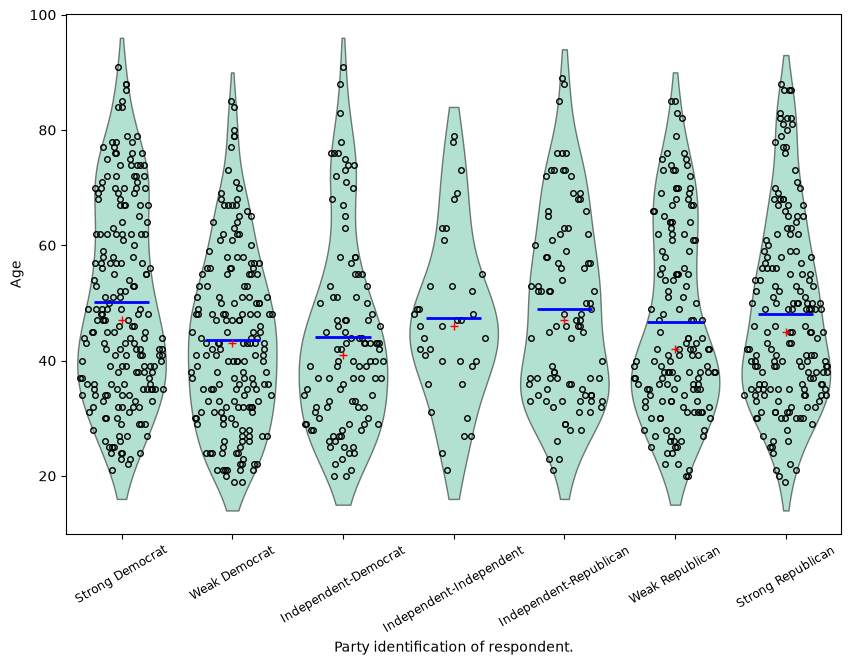 100
80
60
40
20
Age
Strong Democrat
Weak Democrat
Independent-Democrat
Independent-Independent
Independent-Republican
Weak Republican
Strong Republican
Party identification of respondent.